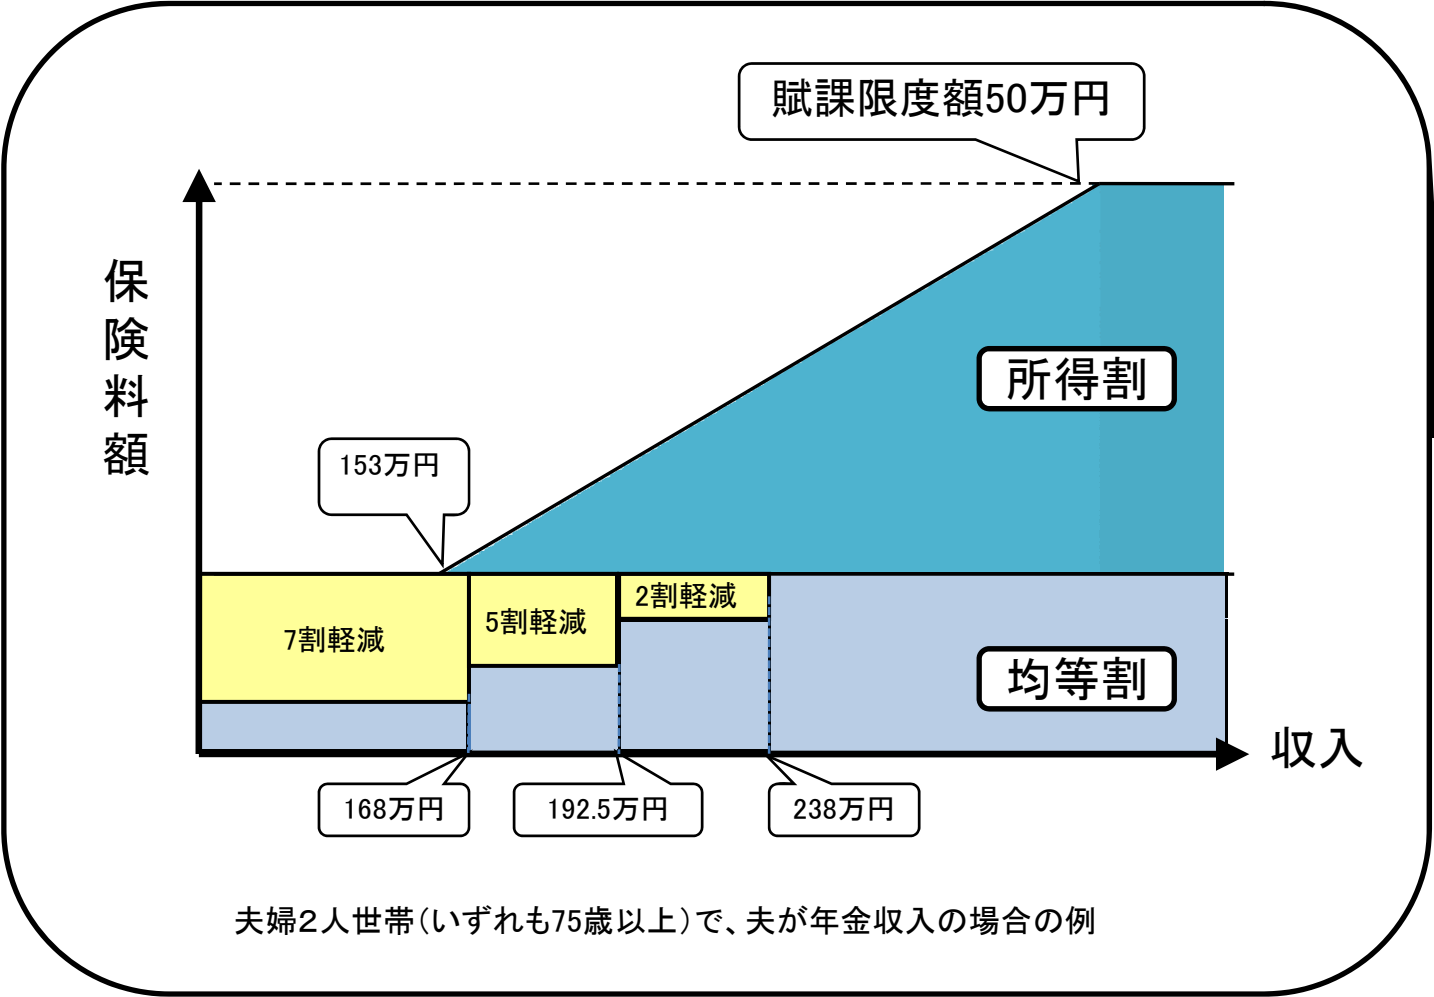 賦課限度額50万円
保険料額
所得割
153万円
7割軽減
5割軽減
2割軽減
均等割
収入
168万円
192.5万円
238万円
夫婦２人世帯（いずれも75歳以上）で、夫が年金収入の場合の例